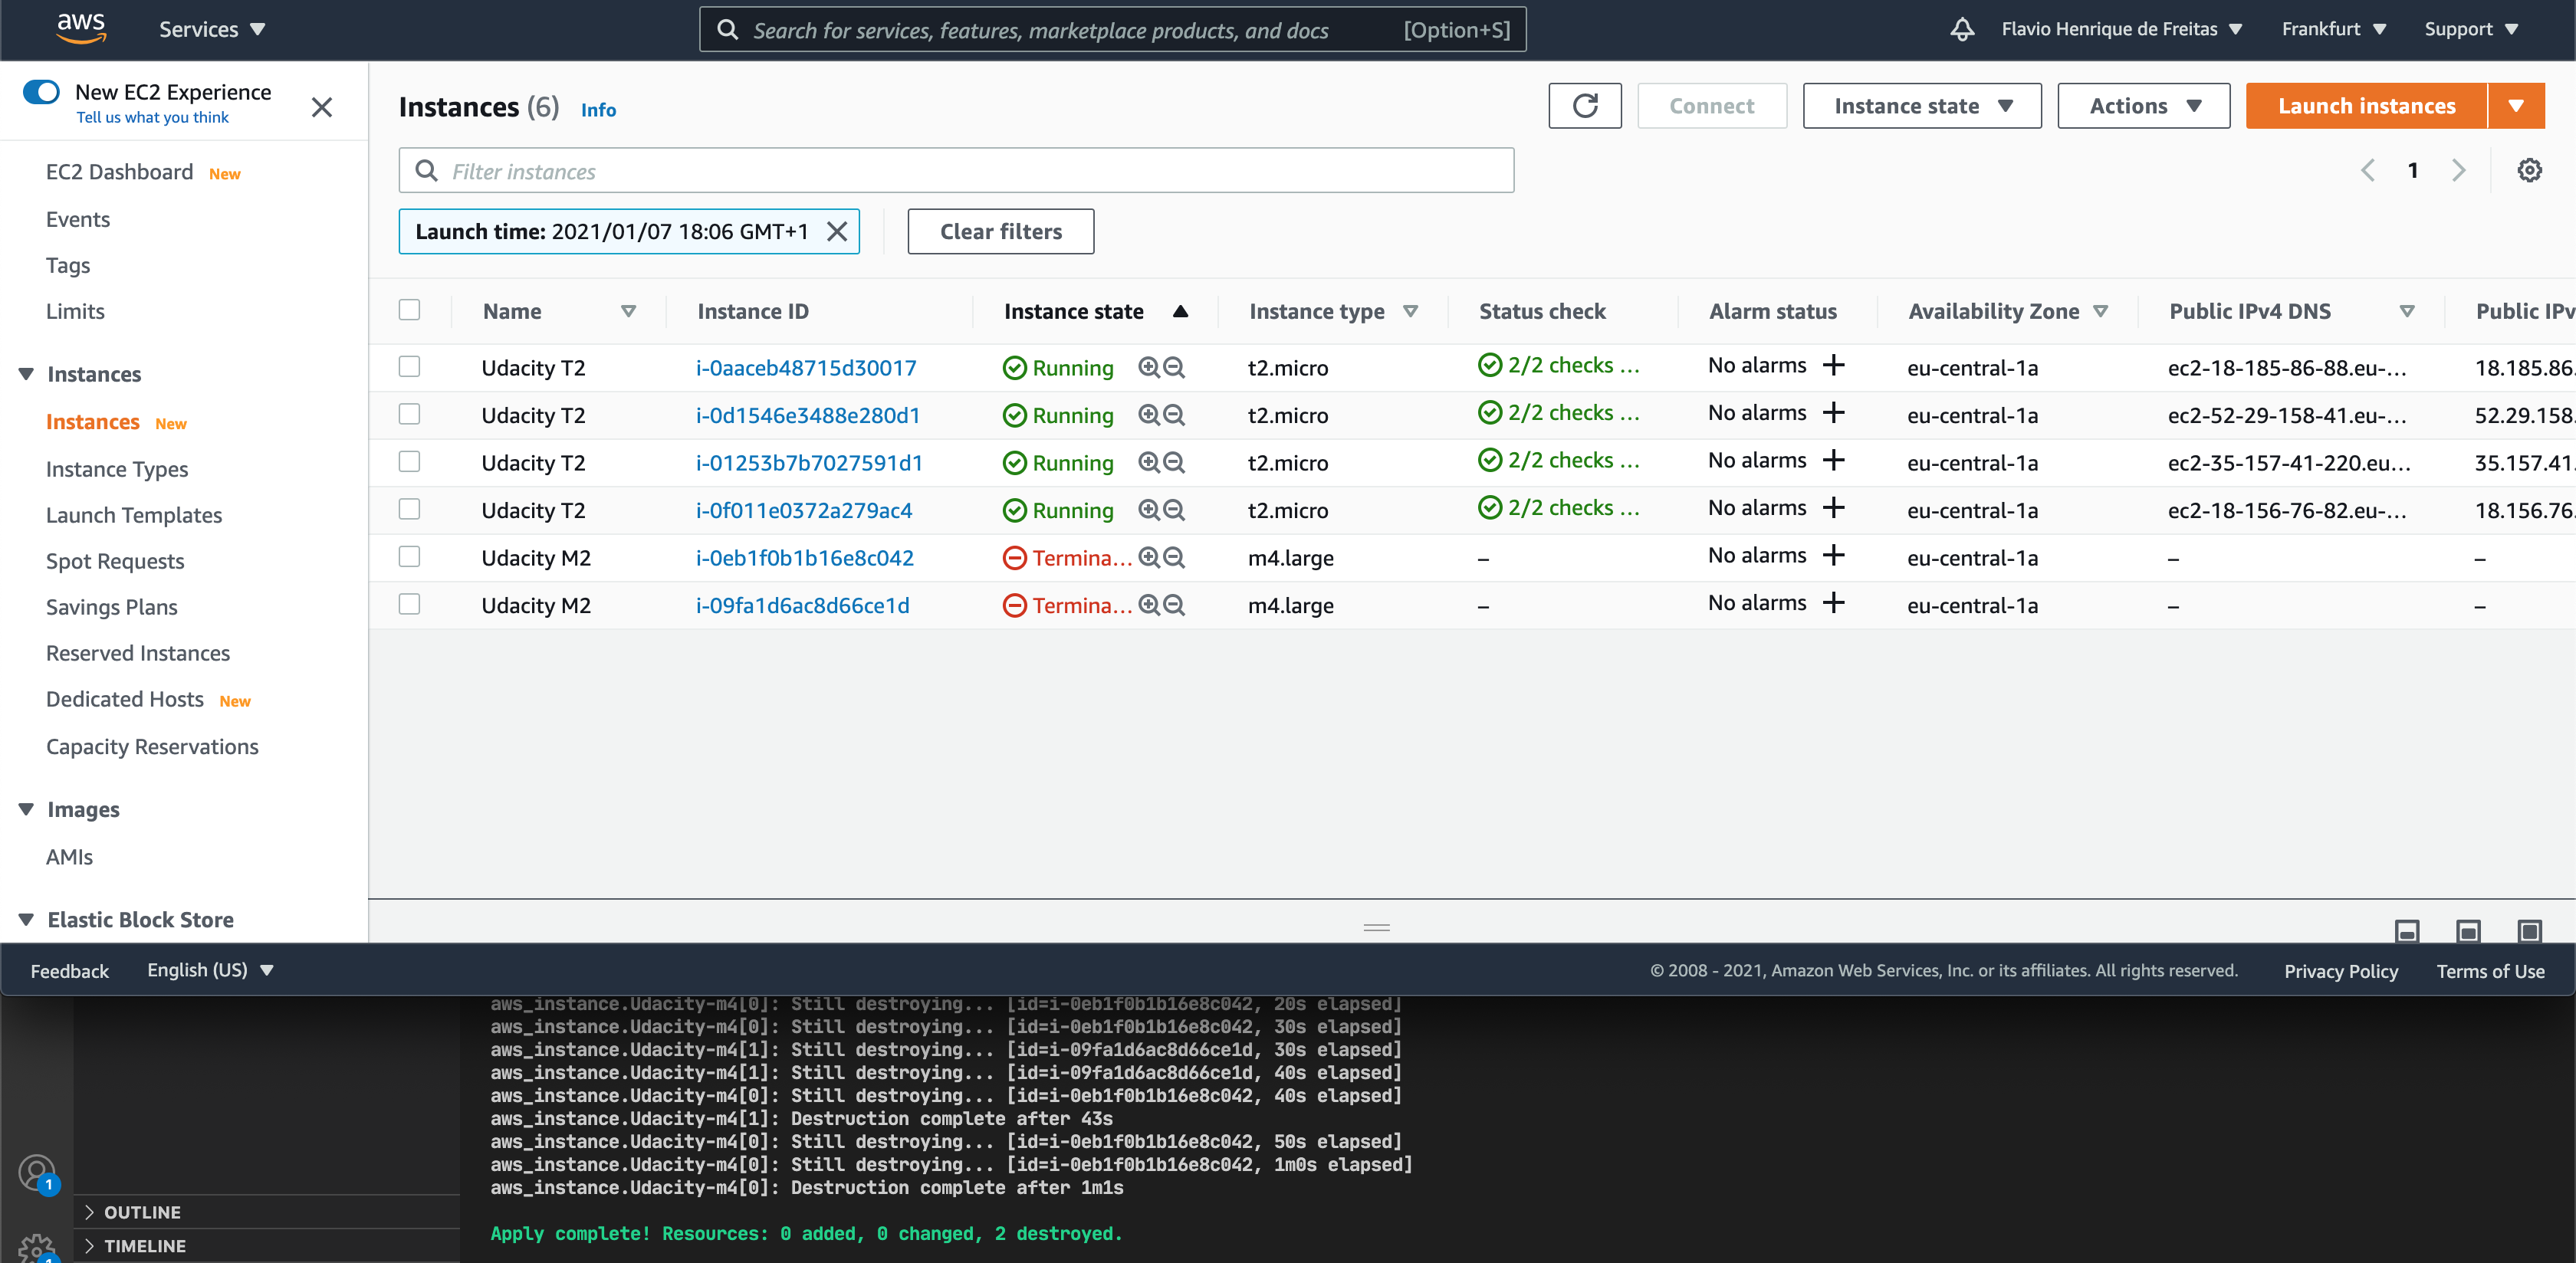 aws Services Search for services, features, marketplace products, and docs [Option+S] Flavio Henrique de Freitas Frankfurt Support
New EC2 Experience
Tell us what you think
EC2 Dashboard New
Events
Tags
Limits
Instances
Instances New
Instance Types
Launch Templates
Spot Requests
Savings Plans
Reserved Instances
Dedicated Hosts New
Capacity Reservations
Images
AMIs
Elastic Block Store
Instances (6) Info Connect Instance state Actions Launch instances
Filter instances 1
Launch time: 2021/01/07 18:06 GMT+1 Clear filters
Name Instance ID Instance state Instance type Status check Alarm status Availability Zone Public IPv4 DNS Public IPv
Udacity T2 i-0aaceb48715d30017 Running t2.micro 2/2 checks ... No alarms + eu-central-1a ec2-18-185-86-88.eu-... 18.185.86.
Udacity T2 i-0d1546e3488e280d1 Running t2.micro 2/2 checks ... No alarms + eu-central-1a ec2-52-29-158-41.eu-... 52.29.158.
Udacity T2 i-01253b7b7027591d1 Running t2.micro 2/2 checks ... No alarms + eu-central-1a ec2-35-157-41-220.eu... 35.157.41.
Udacity T2 i-0f011e0372a279ac4 Running t2.micro 2/2 checks ... No alarms + eu-central-1a ec2-18-156-76-82.eu-... 18.156.76.
Udacity M2 i-0eb1f0b1b16e8c042 Termina... m4.large – No alarms + eu-central-1a – –
Udacity M2 i-09fa1d6ac8d66ce1d Termina... m4.large – No alarms + eu-central-1a – –
Feedback English (US) © 2008 - 2021, Amazon Web Services, Inc. or its affiliates. All rights reserved. Privacy Policy Terms of Use
aws_instance.Udacity-m4[0]: Still destroying... [id=i-0eb1f0b1b16e8c042, 20s elapsed]
aws_instance.Udacity-m4[0]: Still destroying... [id=i-0eb1f0b1b16e8c042, 30s elapsed]
aws_instance.Udacity-m4[1]: Still destroying... [id=i-09fa1d6ac8d66ce1d, 30s elapsed]
aws_instance.Udacity-m4[1]: Still destroying... [id=i-09fa1d6ac8d66ce1d, 40s elapsed]
aws_instance.Udacity-m4[0]: Still destroying... [id=i-0eb1f0b1b16e8c042, 40s elapsed]
aws_instance.Udacity-m4[1]: Destruction complete after 43s
aws_instance.Udacity-m4[0]: Still destroying... [id=i-0eb1f0b1b16e8c042, 50s elapsed]
aws_instance.Udacity-m4[0]: Still destroying... [id=i-0eb1f0b1b16e8c042, 1m0s elapsed]
aws_instance.Udacity-m4[0]: Destruction complete after 1m1s
Apply complete! Resources: 0 added, 0 changed, 2 destroyed.
1
OUTLINE
TIMELINE
1